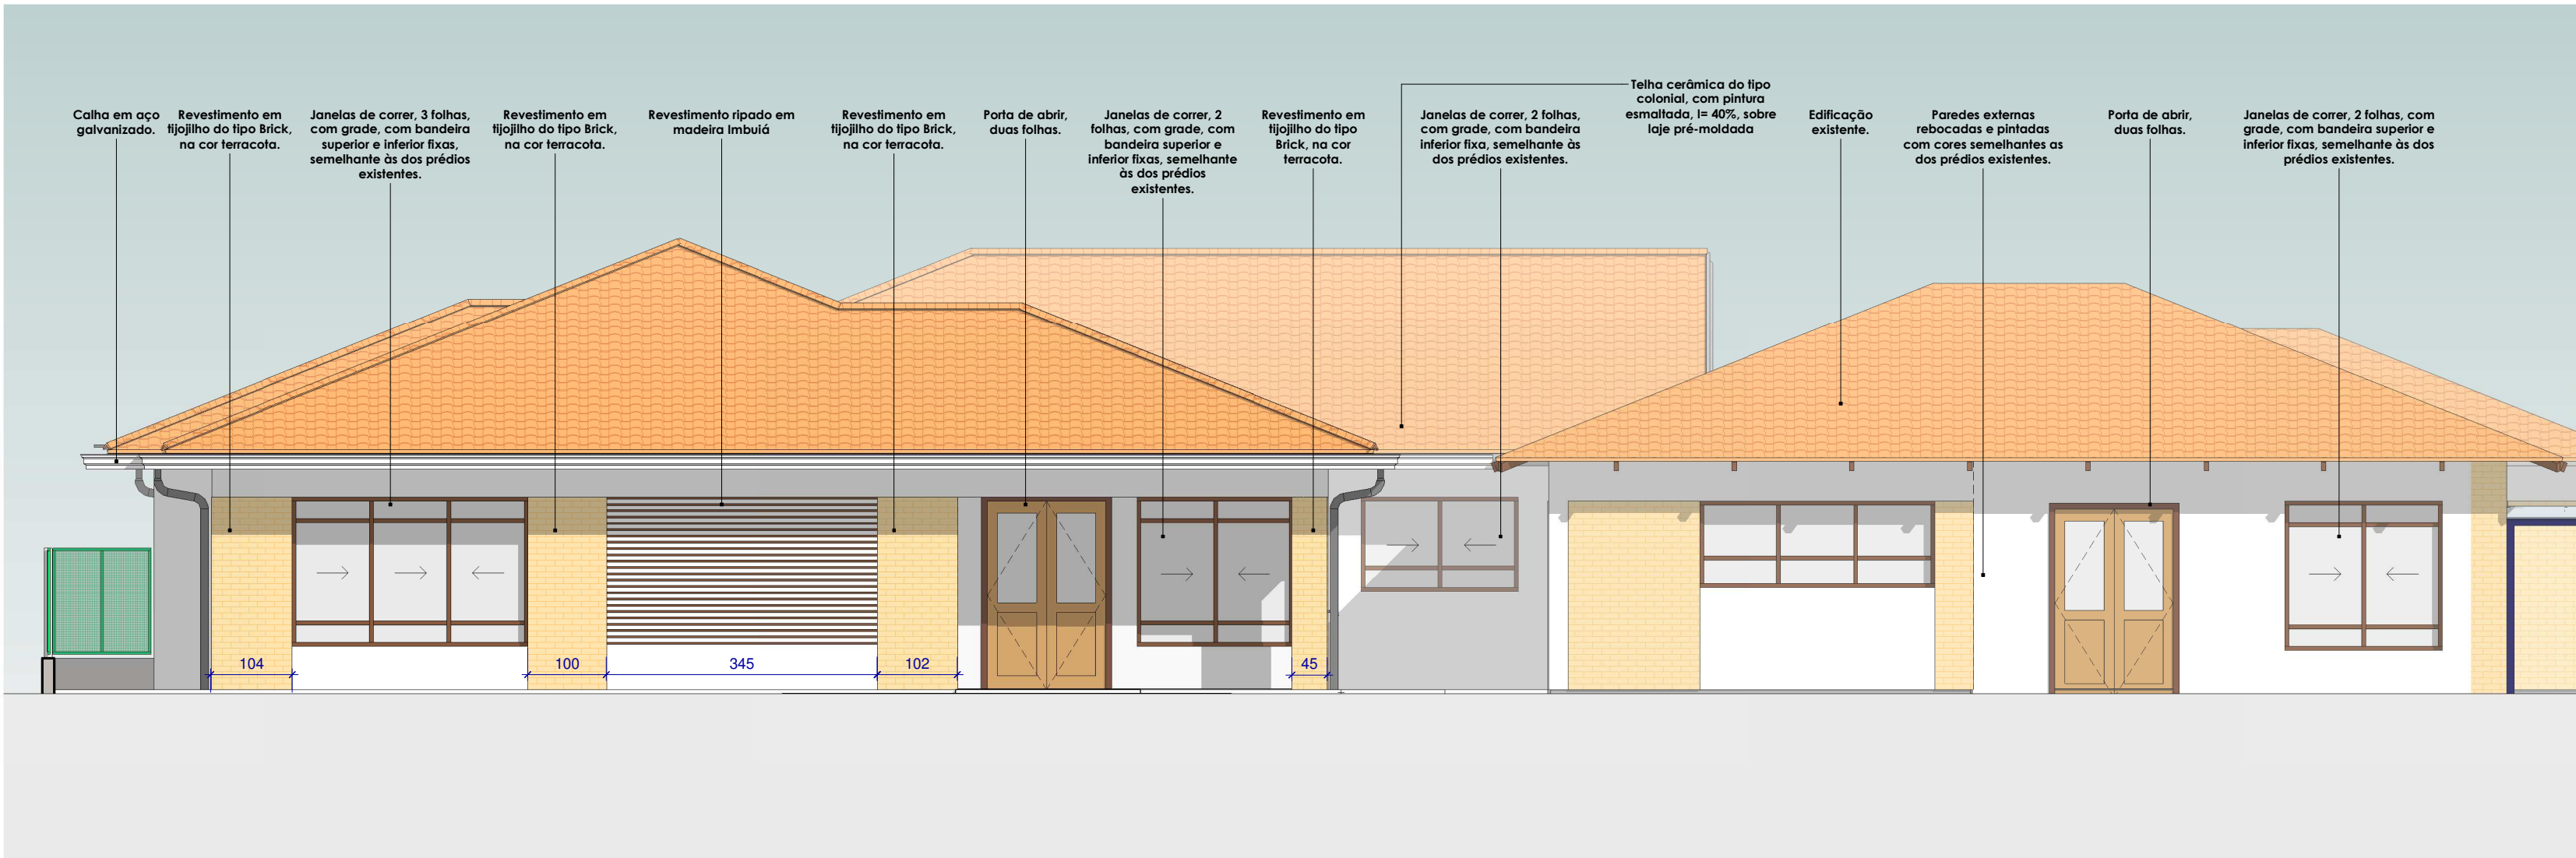 Calha em aço
galvanizado.
Revestimento em
tijojilho do tipo Brick,
na cor terracota.
Janelas de correr, 3 folhas,
com grade, com bandeira
superior e inferior fixas,
semelhante às dos prédios
existentes.
Revestimento em
tijojilho do tipo Brick,
na cor terracota.
Revestimento ripado em
madeira Imbuiá
Revestimento em
tijojilho do tipo Brick,
na cor terracota.
Porta de abrir,
duas folhas.
Janelas de correr, 2
folhas, com grade, com
bandeira superior e
inferior fixas, semelhante
às dos prédios
existentes.
Revestimento em
tijojilho do tipo
Brick, na cor
terracota.
Janelas de correr, 2 folhas,
com grade, com bandeira
inferior fixa, semelhante às
dos prédios existentes.
Telha cerâmica do tipo
colonial, com pintura
esmaltada, I= 40%, sobre
laje pré-moldada
Edificação
existente.
Paredes externas
rebocadas e pintadas
com cores semelhantes as
dos prédios existentes.
Porta de abrir,
duas folhas.
Janelas de correr, 2 folhas, com
grade, com bandeira superior e
inferior fixas, semelhante às dos
prédios existentes.
104
100
345
102
45